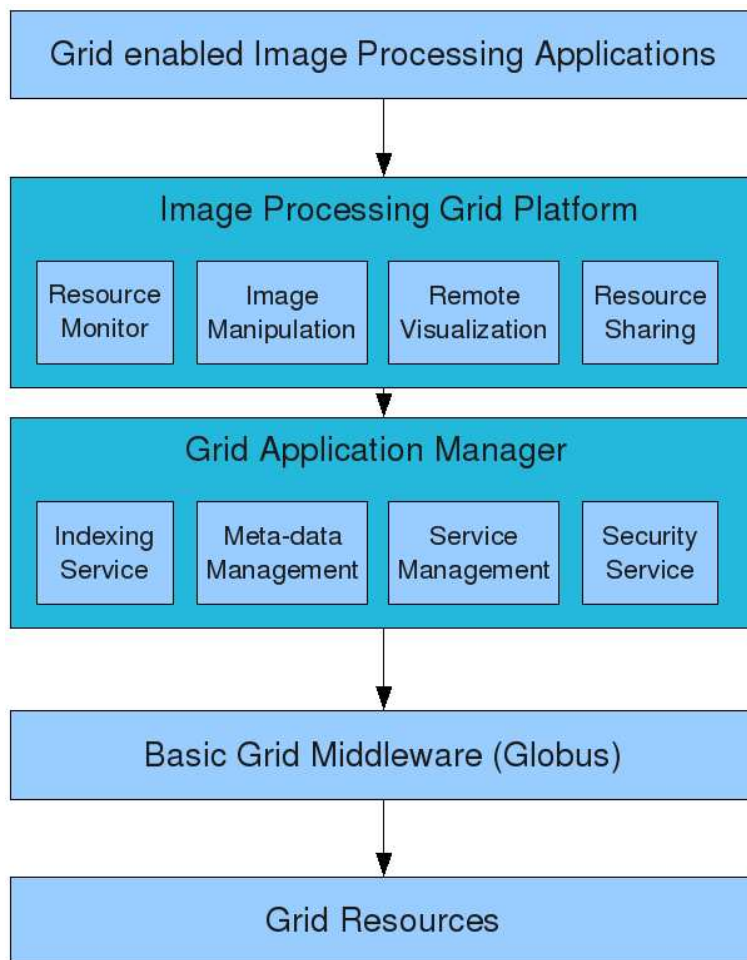 Grid enabled Image Processing Applications
Image Processing Grid Platform
Resource
Monitor
Image
Manipulation
Remote
Visualization
Resource
Sharing
Grid Application Manager
Indexing
Service
Meta-data
Management
Service
Management
Security
Service
Basic Grid Middleware (Globus)
Grid Resources